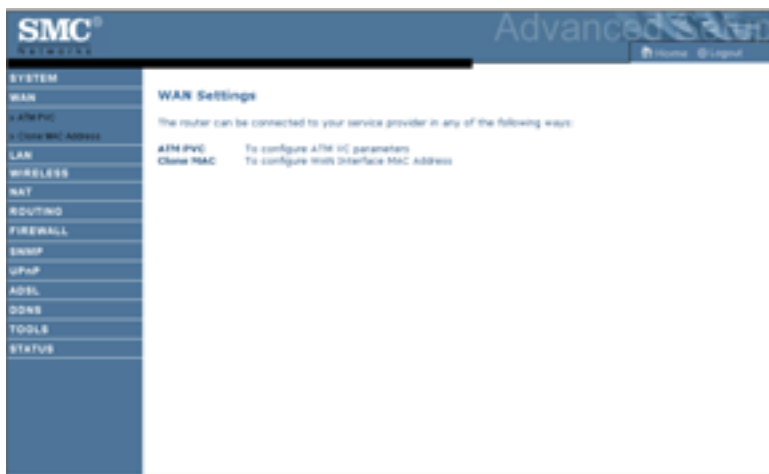 SMC®
Networks
Advanced Setup
Home Logout
SYSTEM
WAN
» ATM PVC
» Clone MAC Address
LAN
WIRELESS
NAT
ROUTING
FIREWALL
SNMP
UPnP
ADSL
DDNS
TOOLS
STATUS
WAN Settings
The router can be connected to your service provider in any of the following ways:
ATM PVC To configure ATM VC parameters
Clone MAC To configure WAN Interface MAC Address